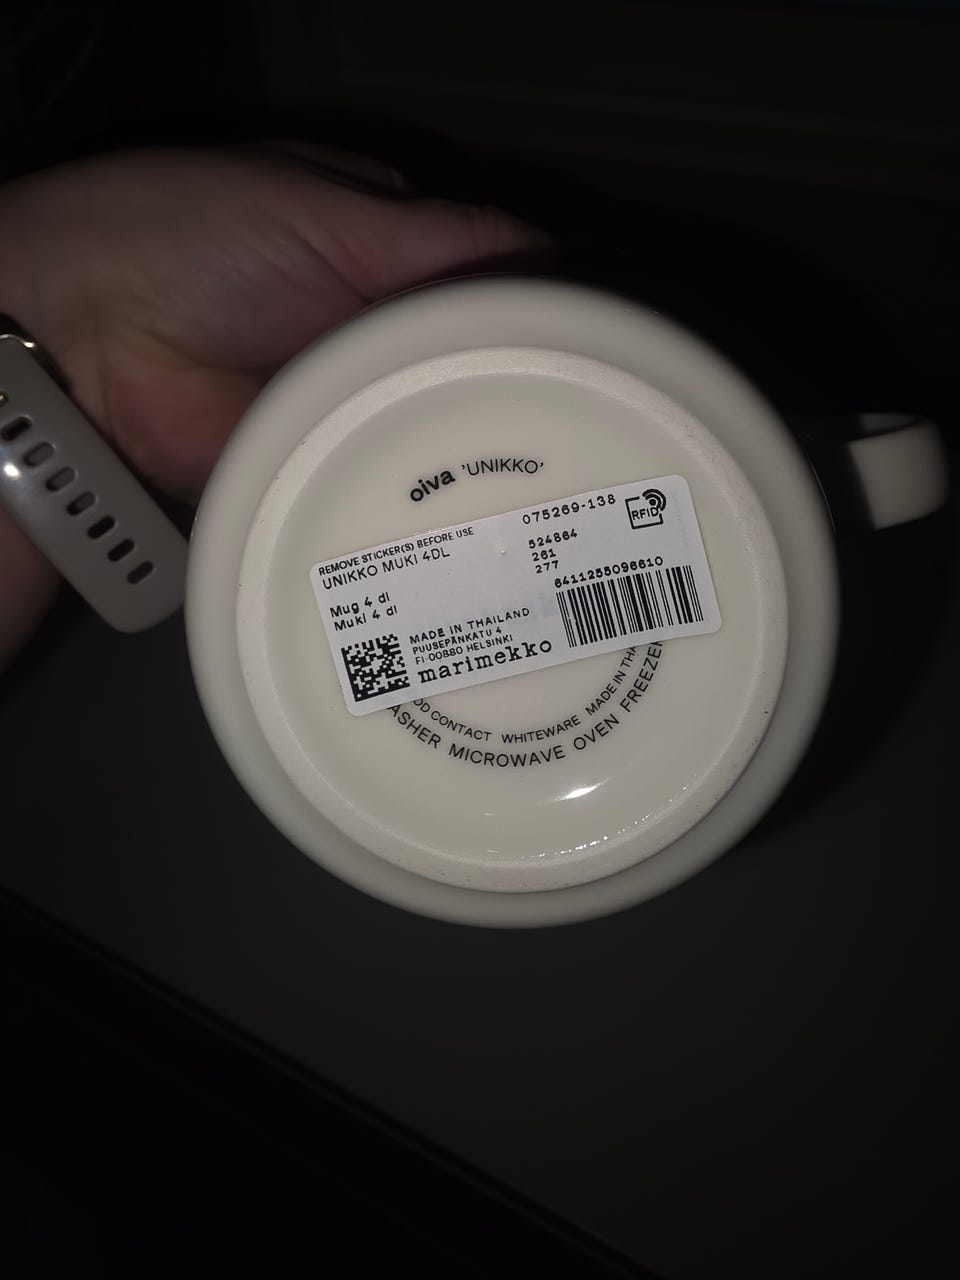 oiva 'UNIKKO'
REMOVE STICKER(S) BEFORE USE
UNIKKO MUKI 4DL
075269-138
RFID
524864
261
277
6411255096610
Mug 4 dl
Muki 4 dl
MADE IN THAILAND
PUUSEPÄNKATU 4
FI-00880 HELSINKI
marimekko
CONTACT WHITEWARE MADE IN
MICROWAVE OVEN FREEZER